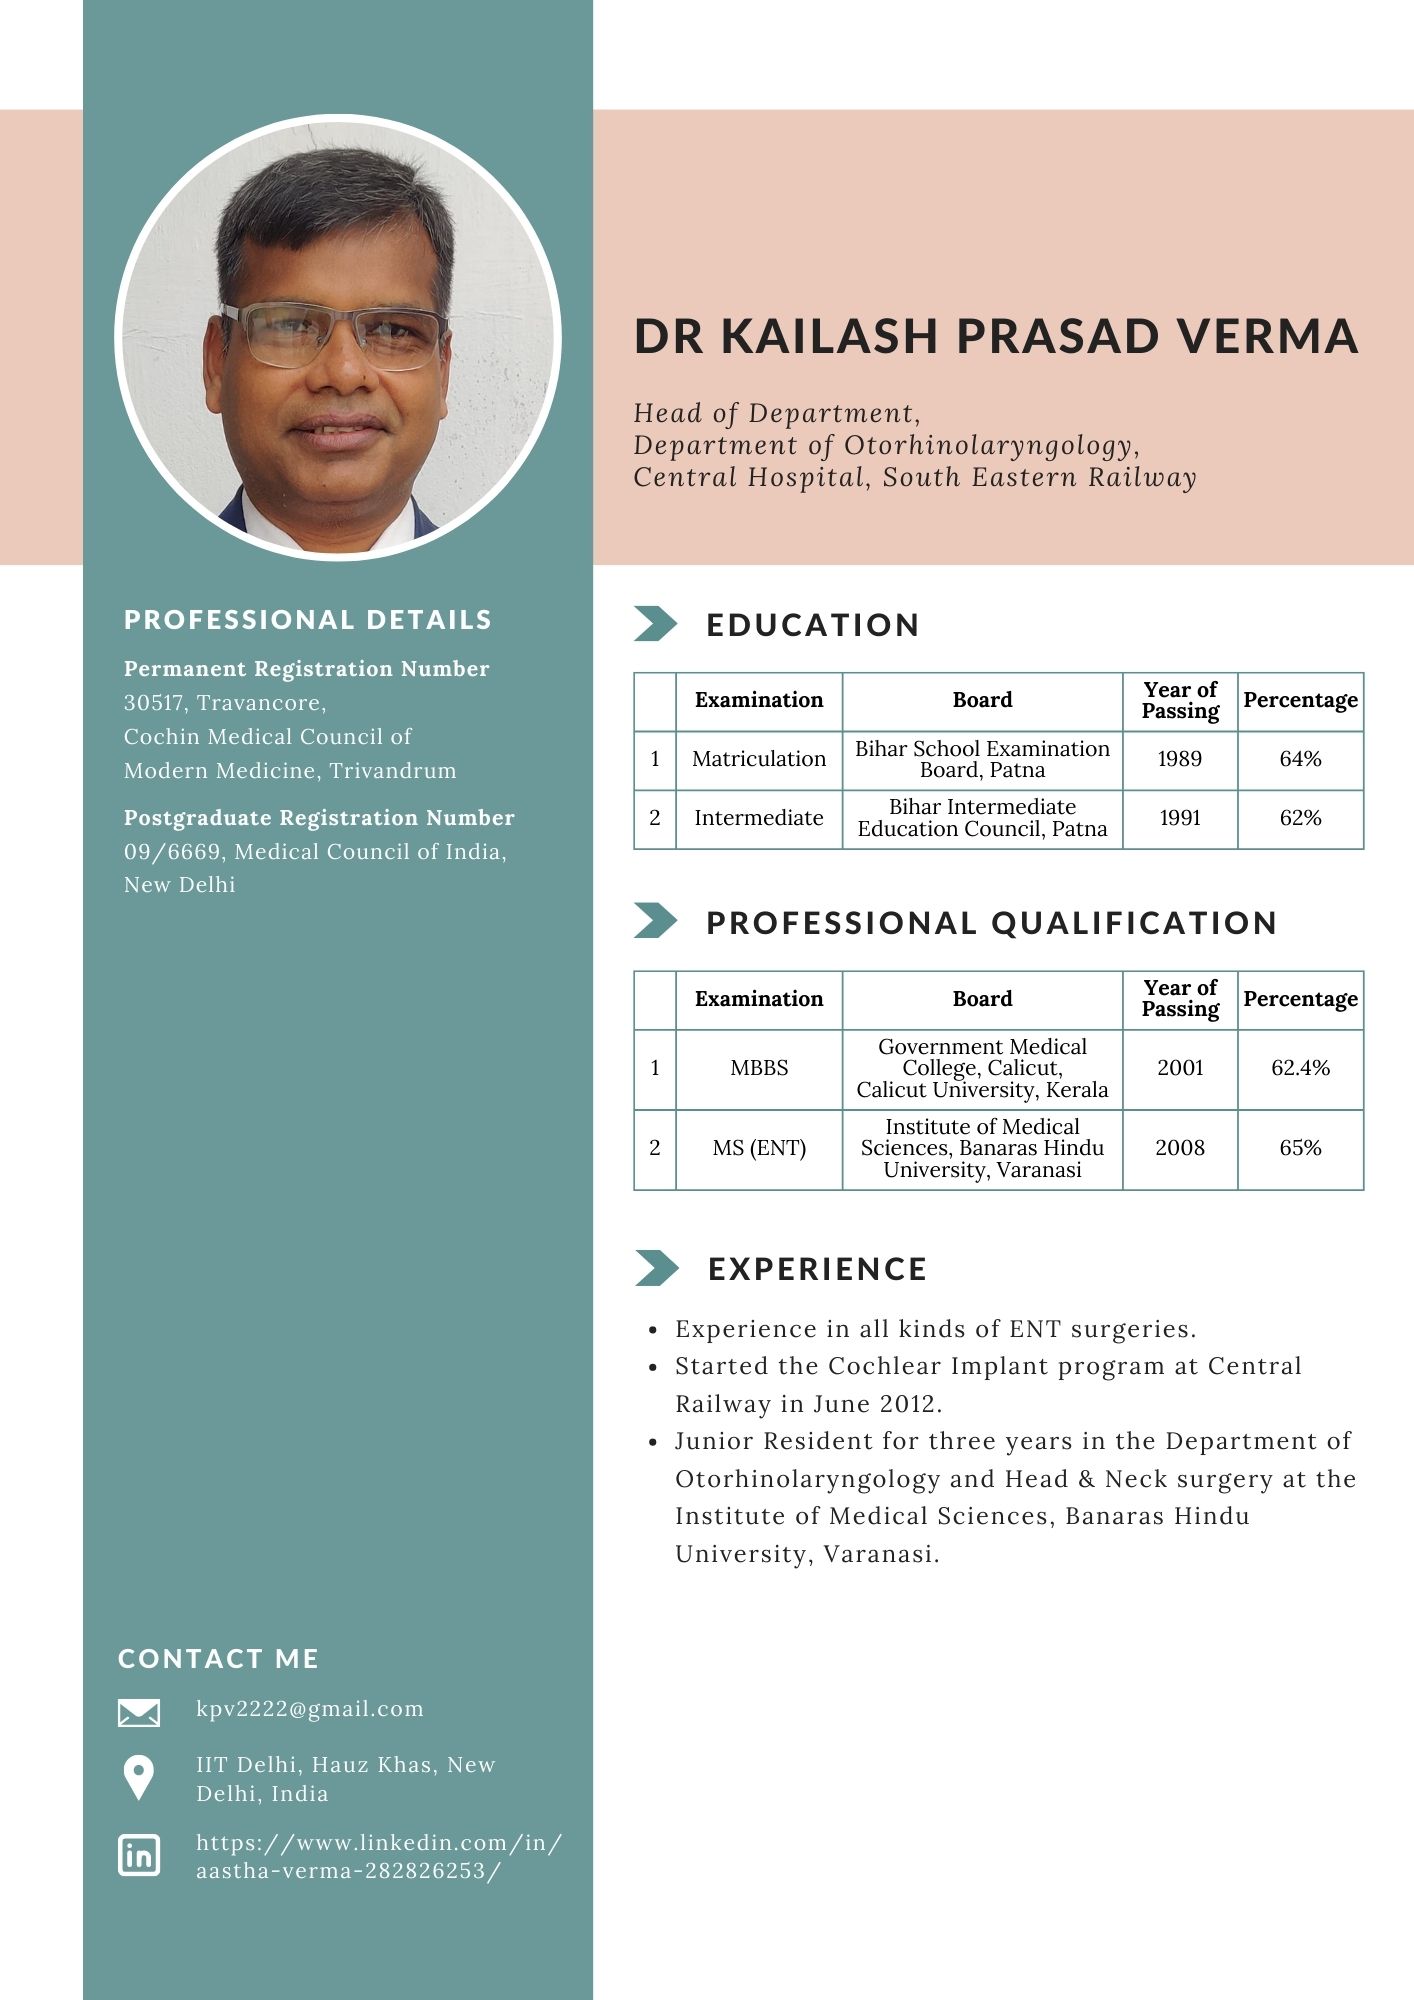 DR KAILASH PRASAD VERMA
Head of Department,
Department of Otorhinolaryngology,
Central Hospital, South Eastern Railway
PROFESSIONAL DETAILS
Permanent Registration Number
30517, Travancore,
Cochin Medical Council of
Modern Medicine, Trivandrum
Postgraduate Registration Number
09/6669, Medical Council of India,
New Delhi
CONTACT ME
kpv2222@gmail.com
IIT Delhi, Hauz Khas, New
Delhi, India
https://www.linkedin.com/in/
aastha-verma-282826253/
EDUCATION
Examination
Board
Year of
Passing
Percentage
1
Matriculation
Bihar School Examination
Board, Patna
1989
64%
2
Intermediate
Bihar Intermediate
Education Council, Patna
1991
62%
PROFESSIONAL QUALIFICATION
Examination
Board
Year of
Passing
Percentage
1
MBBS
Government Medical
College, Calicut,
Calicut University, Kerala
2001
62.4%
2
MS (ENT)
Institute of Medical
Sciences, Banaras Hindu
University, Varanasi
2008
65%
EXPERIENCE
• Experience in all kinds of ENT surgeries.
• Started the Cochlear Implant program at Central
Railway in June 2012.
• Junior Resident for three years in the Department of
Otorhinolaryngology and Head & Neck surgery at the
Institute of Medical Sciences, Banaras Hindu
University, Varanasi.